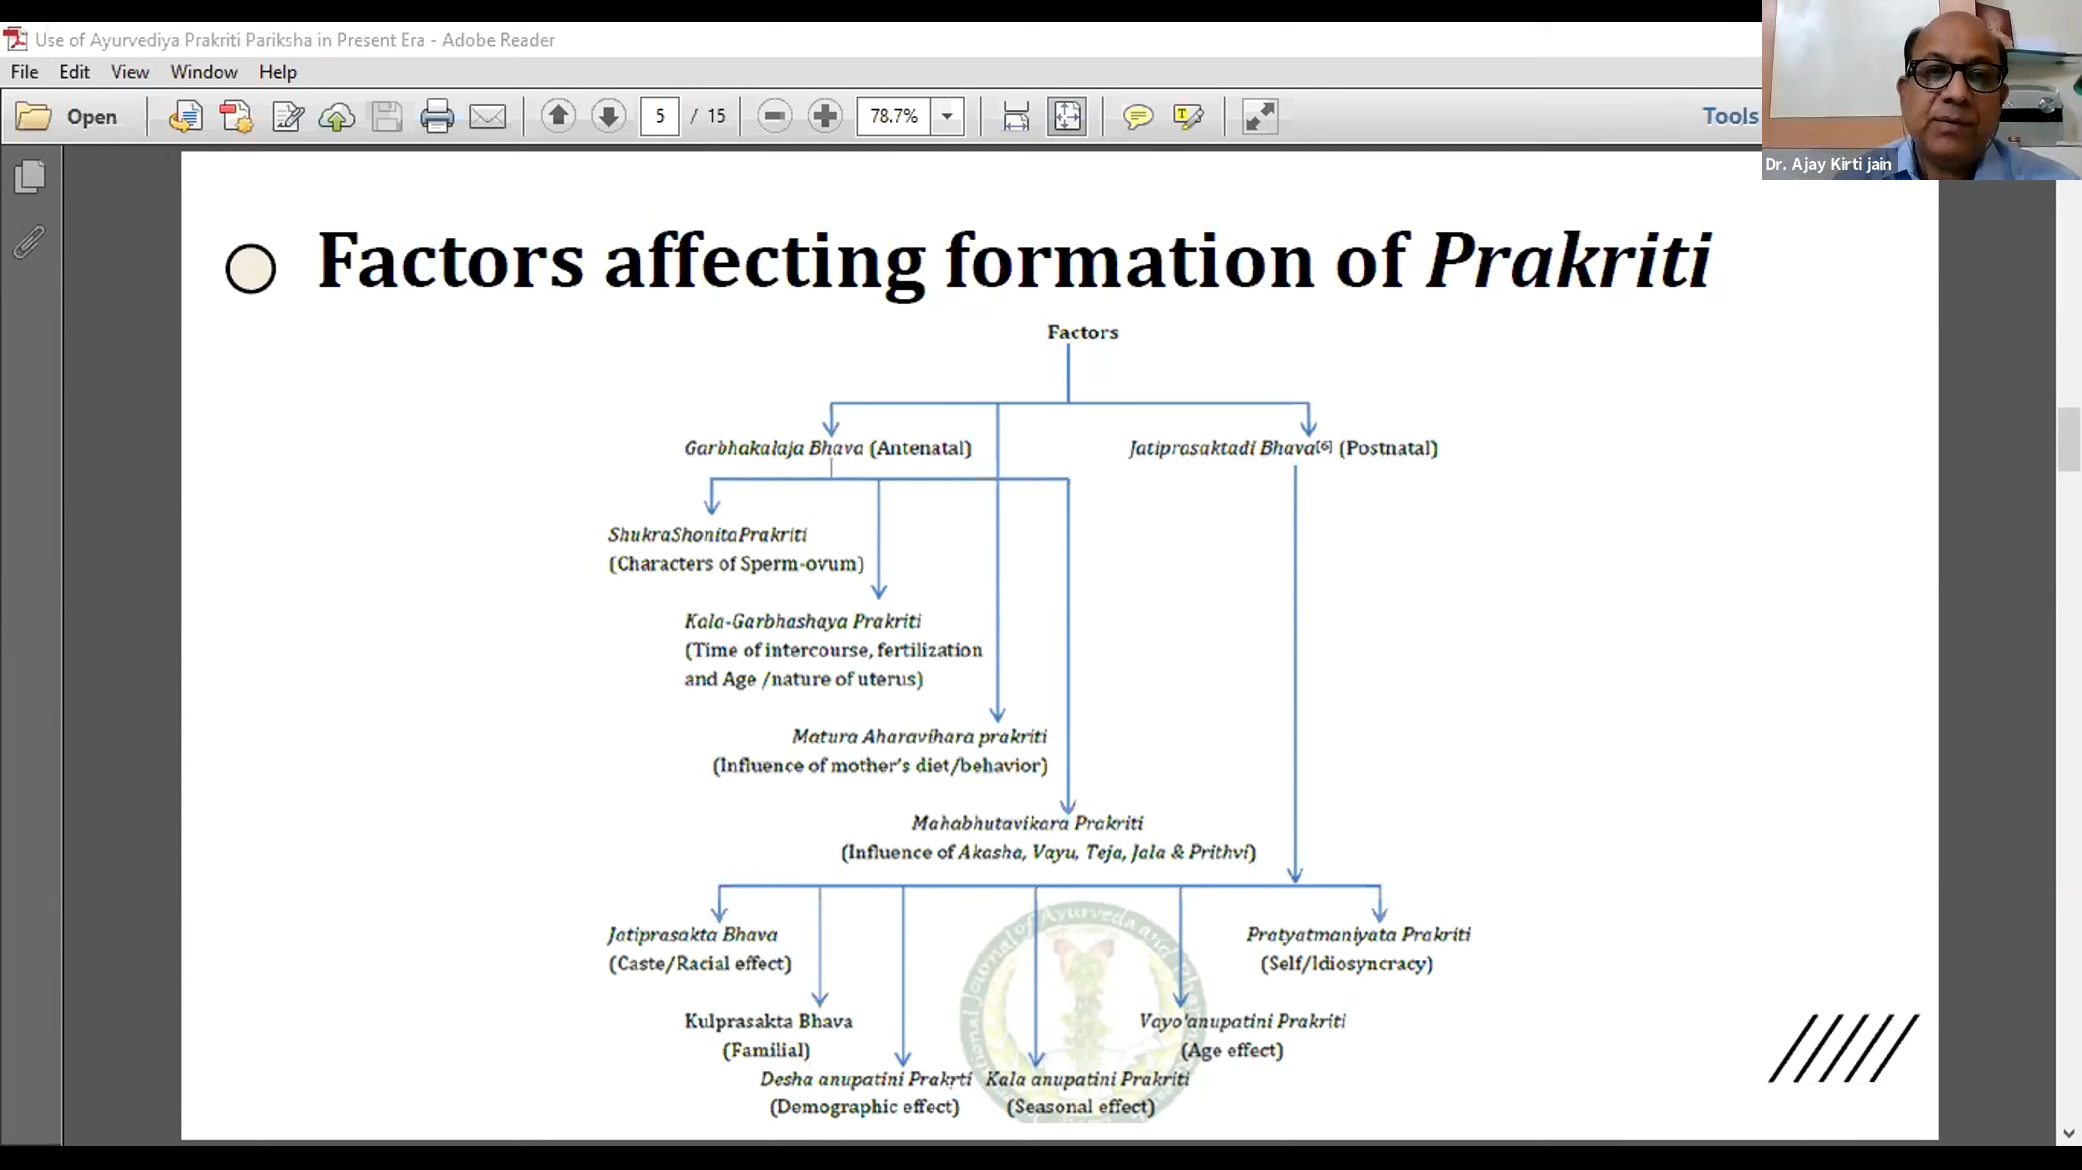 Use of Ayurvediya Prakriti Pariksha in Present Era - Adobe Reader
File Edit View Window Help
Open 5 / 15 78.7% Tools
Dr. Ajay Kirti jain
Factors affecting formation of Prakriti
Factors
Garbhakalaja Bhava (Antenatal) Jatiprasaktadi Bhava[6] (Postnatal)
ShukraShonitaPrakriti
(Characters of Sperm-ovum)
Kala-Garbhashaya Prakriti
(Time of intercourse, fertilization
and Age /nature of uterus)
Matura Aharavihara prakriti
(Influence of mother's diet/behavior)
Mahabhutavikara Prakriti
(Influence of Akasha, Vayu, Teja, Jala & Prithvi)
Jatiprasakta Bhava Pratyatmaniyata Prakriti
(Caste/Racial effect) (Self/Idiosyncracy)
Kulprasakta Bhava Vayo'anupatini Prakriti
(Familial) (Age effect)
Desha anupatini Prakrti Kala anupatini Prakriti
(Demographic effect) (Seasonal effect)
Journal of Ayurveda and